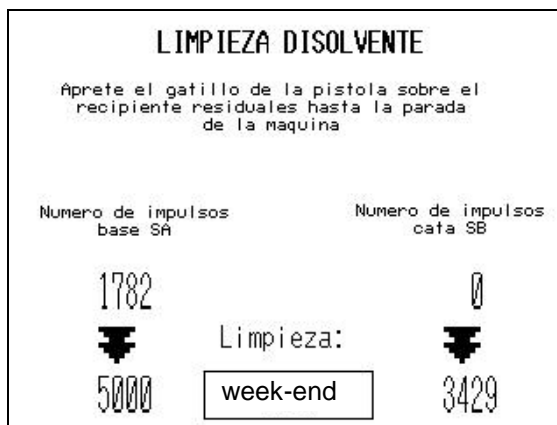 LIMPIEZA DISOLVENTE
Aprete el gatillo de la pistola sobre el
recipiente residuales hasta la parada
de la maquina
Numero de impulsos
base SA
Numero de impulsos
cata SB
1782
0
Limpieza:
5000
week-end
3429